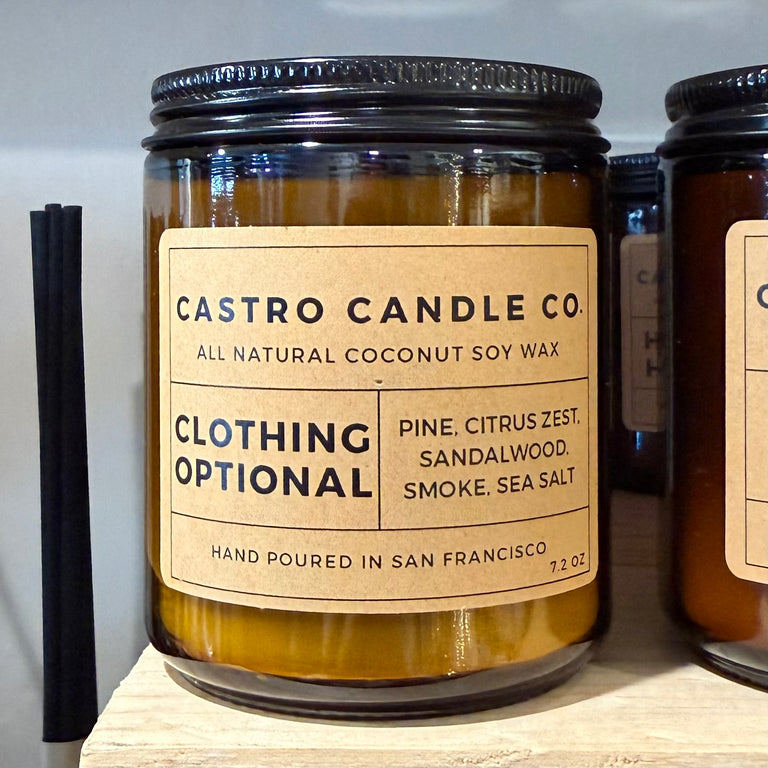 CASTRO CANDLE CO.
ALL NATURAL COCONUT SOY WAX
CLOTHING
OPTIONAL
PINE, CITRUS ZEST,
SANDALWOOD,
SMOKE, SEA SALT
HAND POURED IN SAN FRANCISCO
7.2 OZ